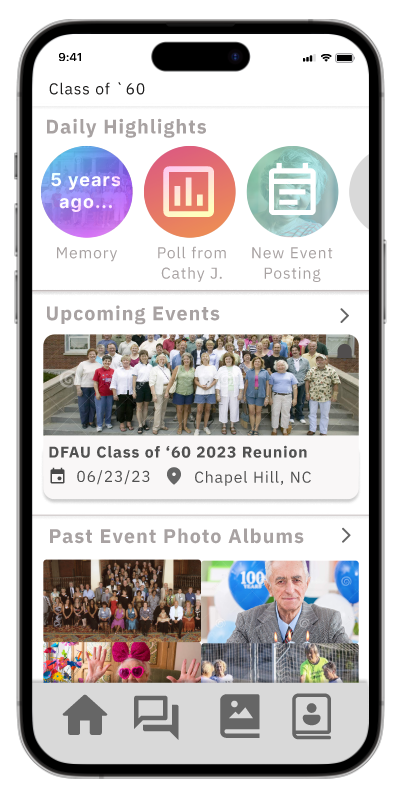 9:41
Class of `60
Daily Highlights
5 years
ago...
Memory
Poll from
Cathy J.
New Event
Posting
Upcoming Events
DFAU Class of ‘60 2023 Reunion
06/23/23
Chapel Hill, NC
Past Event Photo Albums
100
YEARS